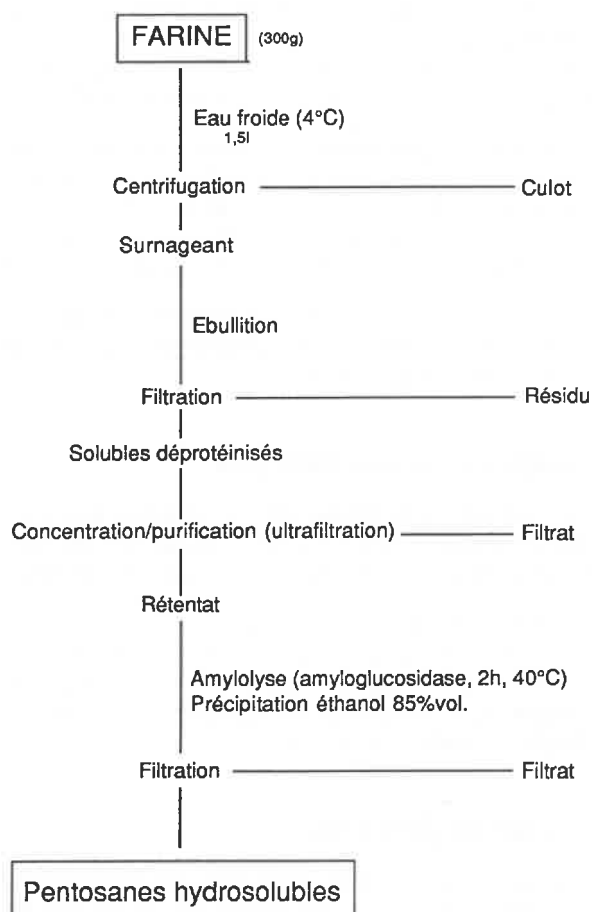 FARINE (300g)
Eau froide (4°C)
1,5l
Centrifugation Culot
Surnageant
Ebullition
Filtration Résidu
Solubles déprotéinisés
Concentration/purification (ultrafiltration) Filtrat
Rétentat
Amylolyse (amyloglucosidase, 2h, 40°C)
Précipitation éthanol 85%vol.
Filtration Filtrat
Pentosanes hydrosolubles